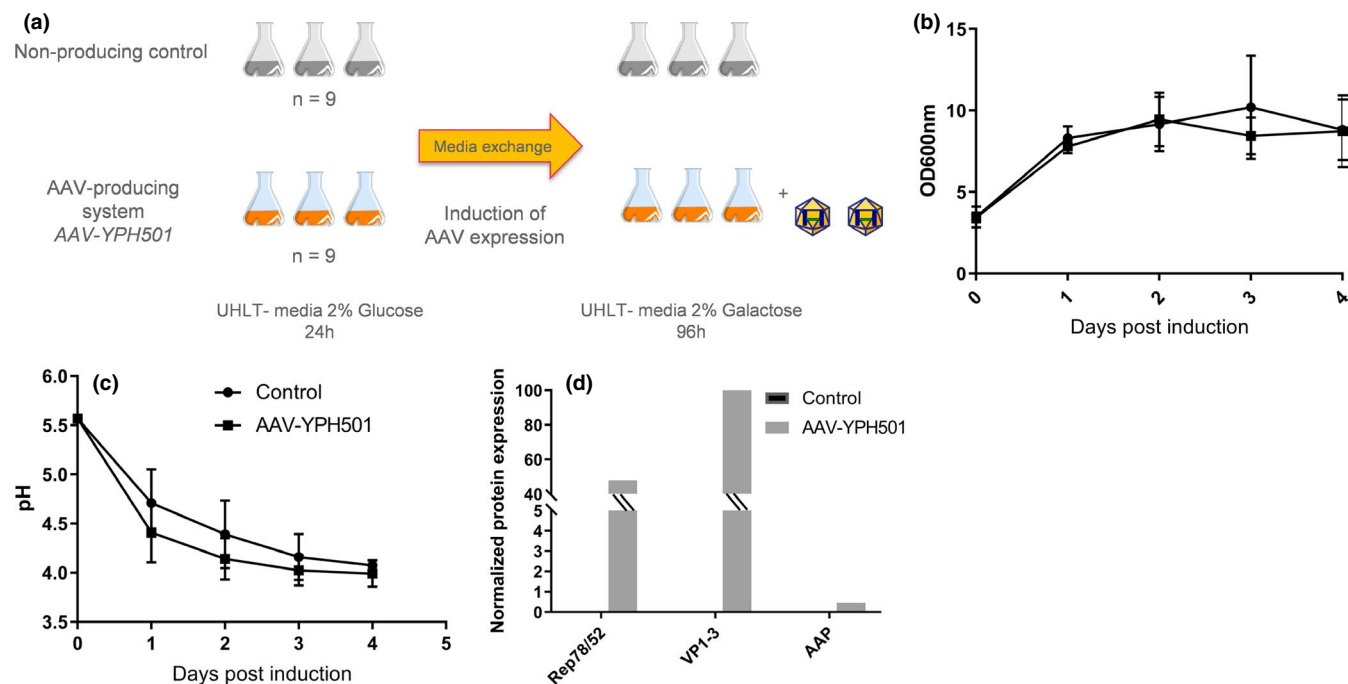 (a)
Non-producing control
n = 9
AAV-producing
system
AAV-YPH501
n = 9
Media exchange
Induction of
AAV expression
+
UHLT- media 2% Glucose
24h
UHLT- media 2% Galactose
96h
(b)
OD600nm
15
10
5
0
0 1 2 3 4
Days post induction
(c)
pH
6.0
5.5
5.0
4.5
4.0
3.5
0 1 2 3 4 5
Days post induction
Control
AAV-YPH501
(d)
Normalized protein expression
100
80
60
40
5
4
3
2
1
0
Rep78/52 VP1-3 AAP
Control
AAV-YPH501